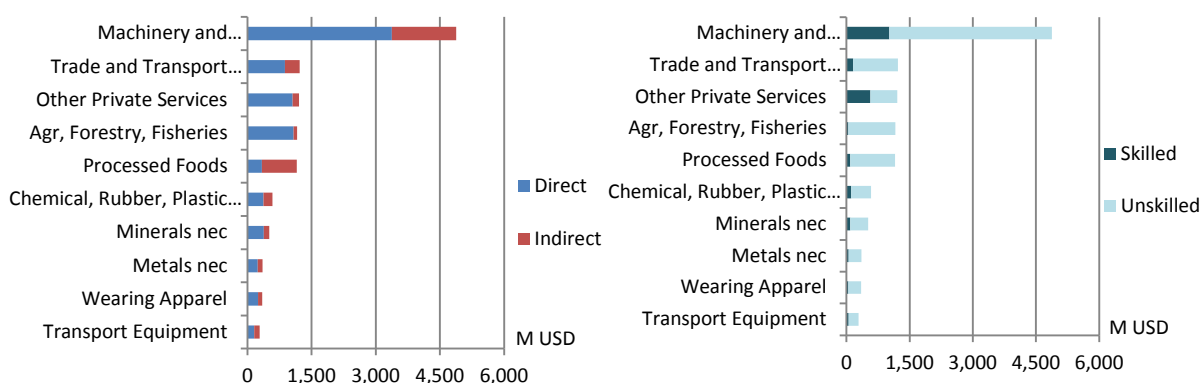 Machinery and...
Trade and Transport...
Other Private Services
Agr, Forestry, Fisheries
Processed Foods
Chemical, Rubber, Plastic...
Minerals nec
Metals nec
Wearing Apparel
Transport Equipment
Direct
Indirect
M USD
0 1,500 3,000 4,500 6,000
Machinery and...
Trade and Transport...
Other Private Services
Agr, Forestry, Fisheries
Processed Foods
Chemical, Rubber, Plastic...
Minerals nec
Metals nec
Wearing Apparel
Transport Equipment
Skilled
Unskilled
M USD
0 1,500 3,000 4,500 6,000